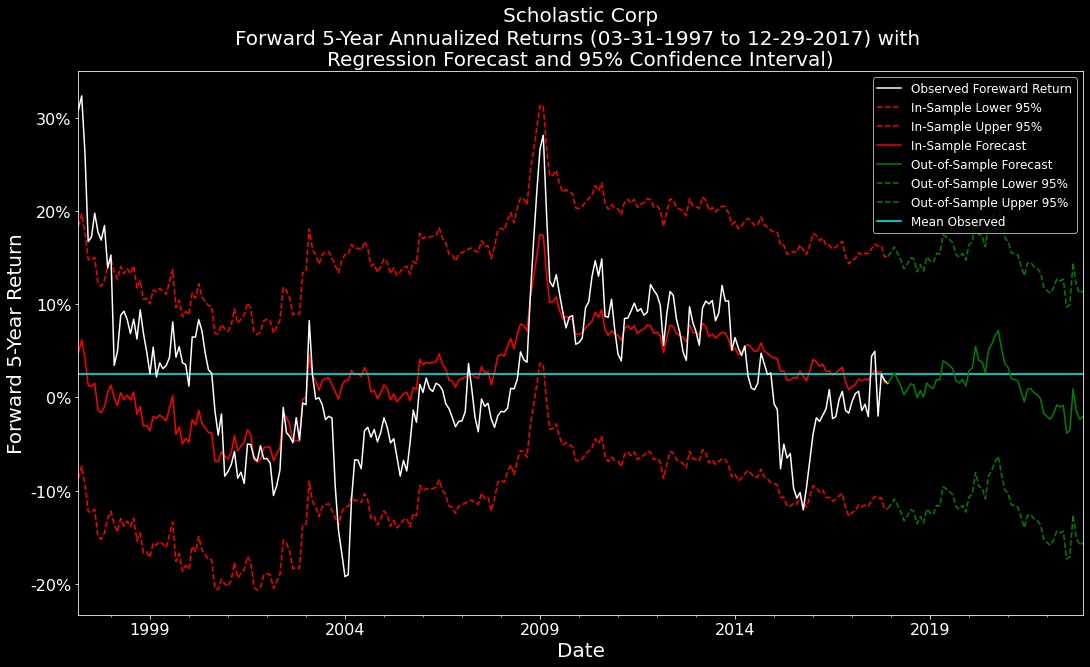 Scholastic Corp
Forward 5-Year Annualized Returns (03-31-1997 to 12-29-2017) with
Regression Forecast and 95% Confidence Interval)
Observed Foreward Return
In-Sample Lower 95%
In-Sample Upper 95%
In-Sample Forecast
Out-of-Sample Forecast
Out-of-Sample Lower 95%
Out-of-Sample Upper 95%
Mean Observed
Forward 5-Year Return
30%
20%
10%
0%
-10%
-20%
1999
2004
2009
2014
2019
Date